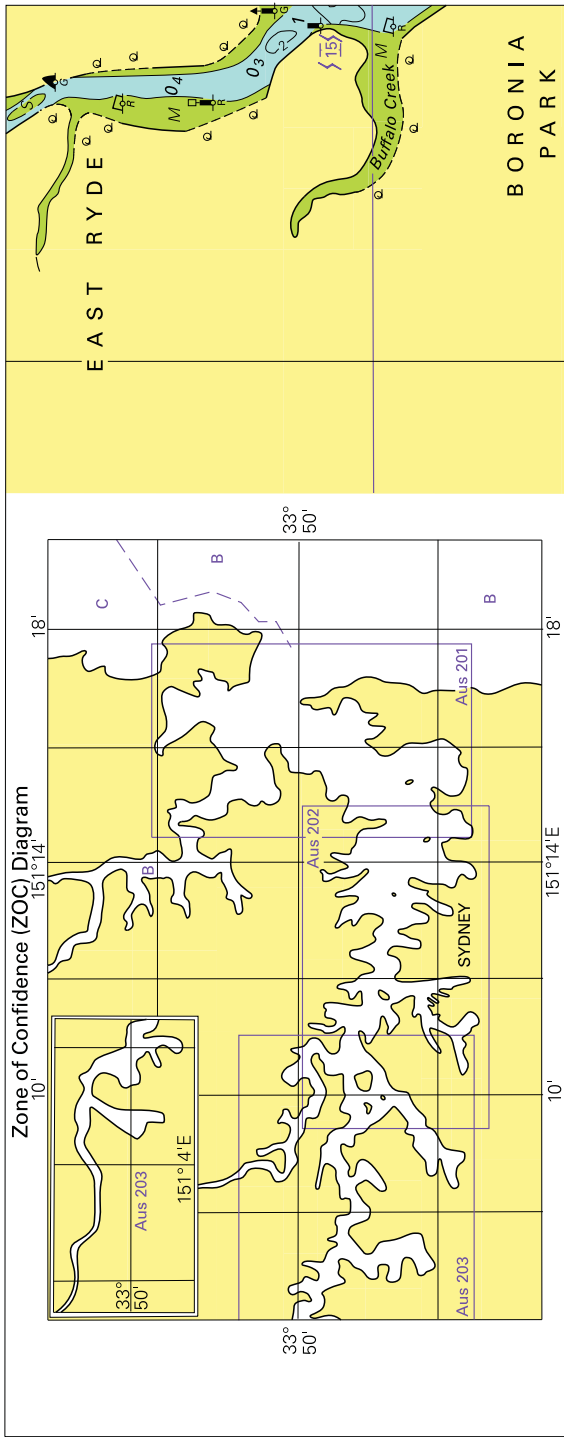 Zone of Confidence (ZOC) Diagram
10'
151°14'
18'
33°
50'
33°
50'
Aus 203
151° 4'E
33°
50'
B
C
B
B
Aus 202
Aus 201
Aus 203
SYDNEY
10'
151°14'E
18'
EAST RYDE
BORONIA
PARK
Buffalo Creek
S
G
R
M
R
0₄
0₃
G
2
1
15
M
R